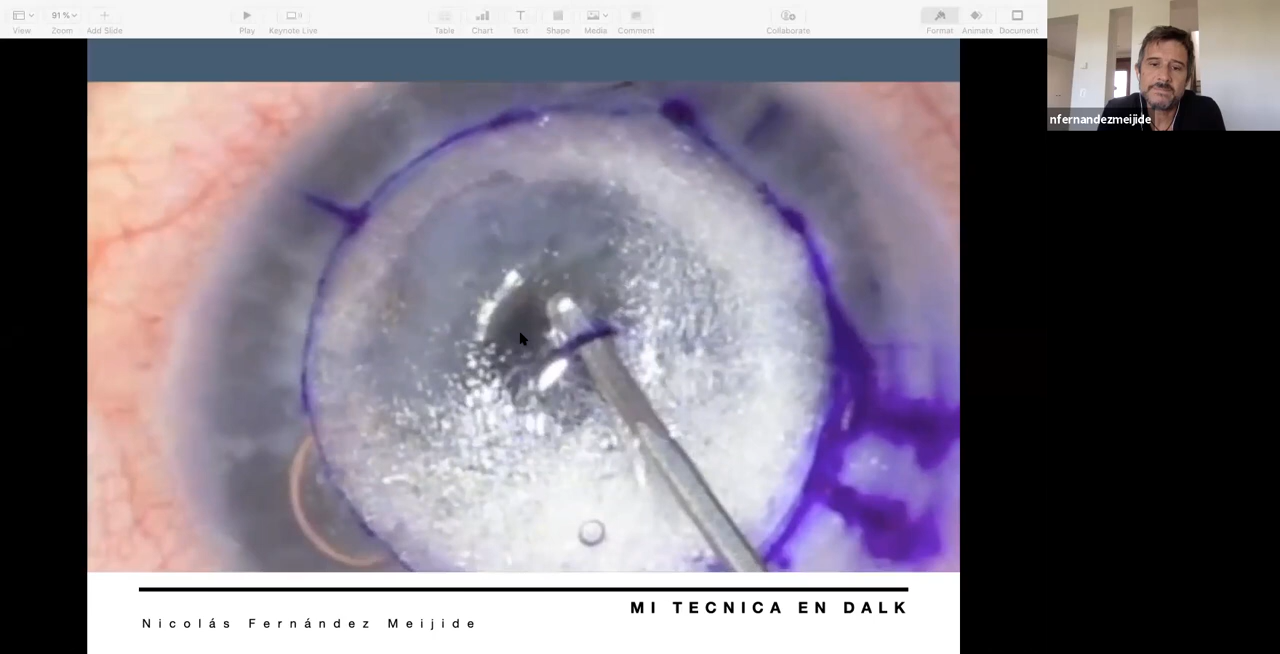 91 %
View
Zoom
Add Slide
Play
Keynote Live
Table
Chart
Text
Shape
Media
Comment
Collaborate
Format
Animate
Document
nfernandezmeijide
MI TECNICA EN DALK
Nicolás Fernández Meijide